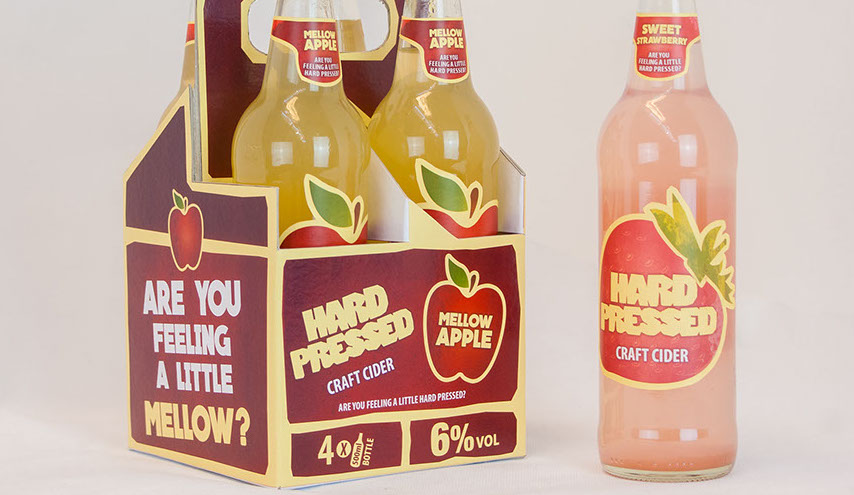 MELLOW
APPLE
ARE YOU
FEELING A LITTLE
HARD PRESSED?
MELLOW
APPLE
ARE YOU
FEELING A LITTLE
HARD PRESSED?
SWEET
STRAWBERRY
ARE YOU
FEELING A LITTLE
HARD PRESSED?
ARE YOU
FEELING
A LITTLE
MELLOW?
HARD
PRESSED
CRAFT CIDER
MELLOW
APPLE
ARE YOU FEELING A LITTLE HARD PRESSED?
4 X 500ml BOTTLE
6% VOL
HARD
PRESSED
CRAFT CIDER